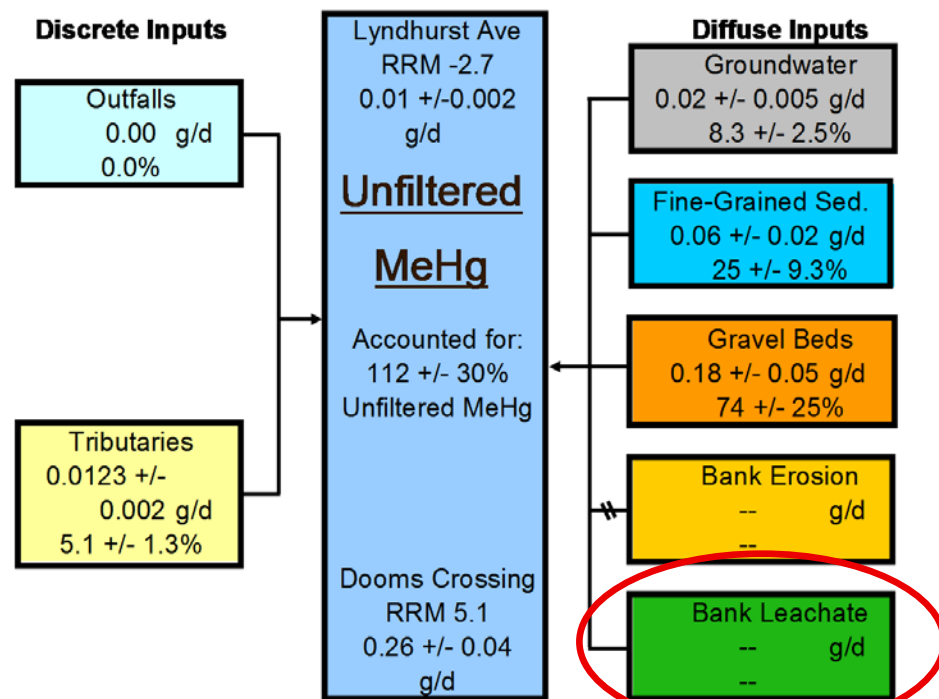 Discrete Inputs
Outfalls
0.00 g/d
0.0%
Tributaries
0.0123 +/-
0.002 g/d
5.1 +/- 1.3%
Lyndhurst Ave
RRM -2.7
0.01 +/-0.002
g/d
Unfiltered
MeHg
Accounted for:
112 +/- 30%
Unfiltered MeHg
Dooms Crossing
RRM 5.1
0.26 +/- 0.04
g/d
Diffuse Inputs
Groundwater
0.02 +/- 0.005 g/d
8.3 +/- 2.5%
Fine-Grained Sed.
0.06 +/- 0.02 g/d
25 +/- 9.3%
Gravel Beds
0.18 +/- 0.05 g/d
74 +/- 25%
Bank Erosion
-- g/d
--
Bank Leachate
-- g/d
--